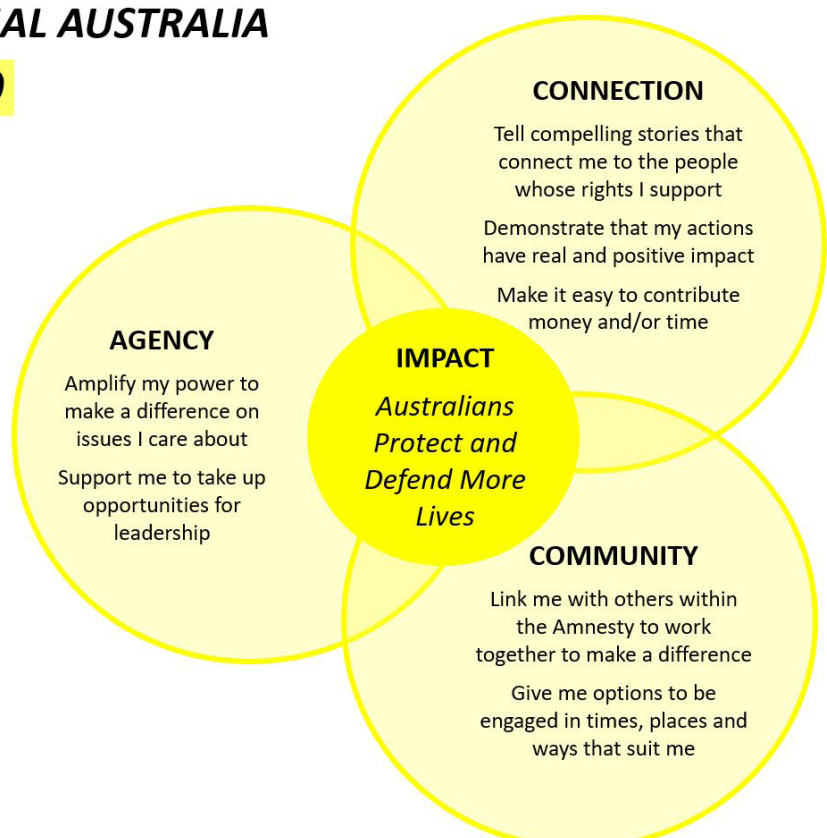 AL AUSTRALIA
CONNECTION
Tell compelling stories that
connect me to the people
whose rights I support
Demonstrate that my actions
have real and positive impact
Make it easy to contribute
money and/or time
AGENCY
Amplify my power to
make a difference on
issues I care about
Support me to take up
opportunities for
leadership
IMPACT
Australians
Protect and
Defend More
Lives
COMMUNITY
Link me with others within
the Amnesty to work
together to make a difference
Give me options to be
engaged in times, places and
ways that suit me